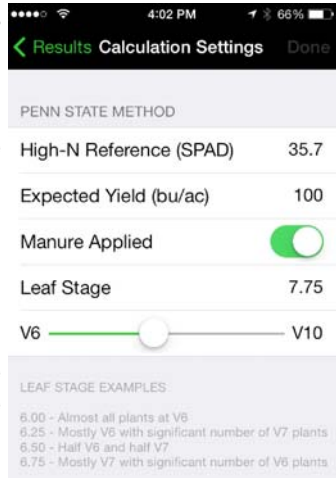 4:02 PM 66%
Results Calculation Settings Done
PENN STATE METHOD
High-N Reference (SPAD) 35.7
Expected Yield (bu/ac) 100
Manure Applied
Leaf Stage 7.75
V6 V10
LEAF STAGE EXAMPLES
6.00 - Almost all plants at V6
6.25 - Mostly V6 with significant number of V7 plants
6.50 - Half V6 and half V7
6.75 - Mostly V7 with significant number of V6 plants